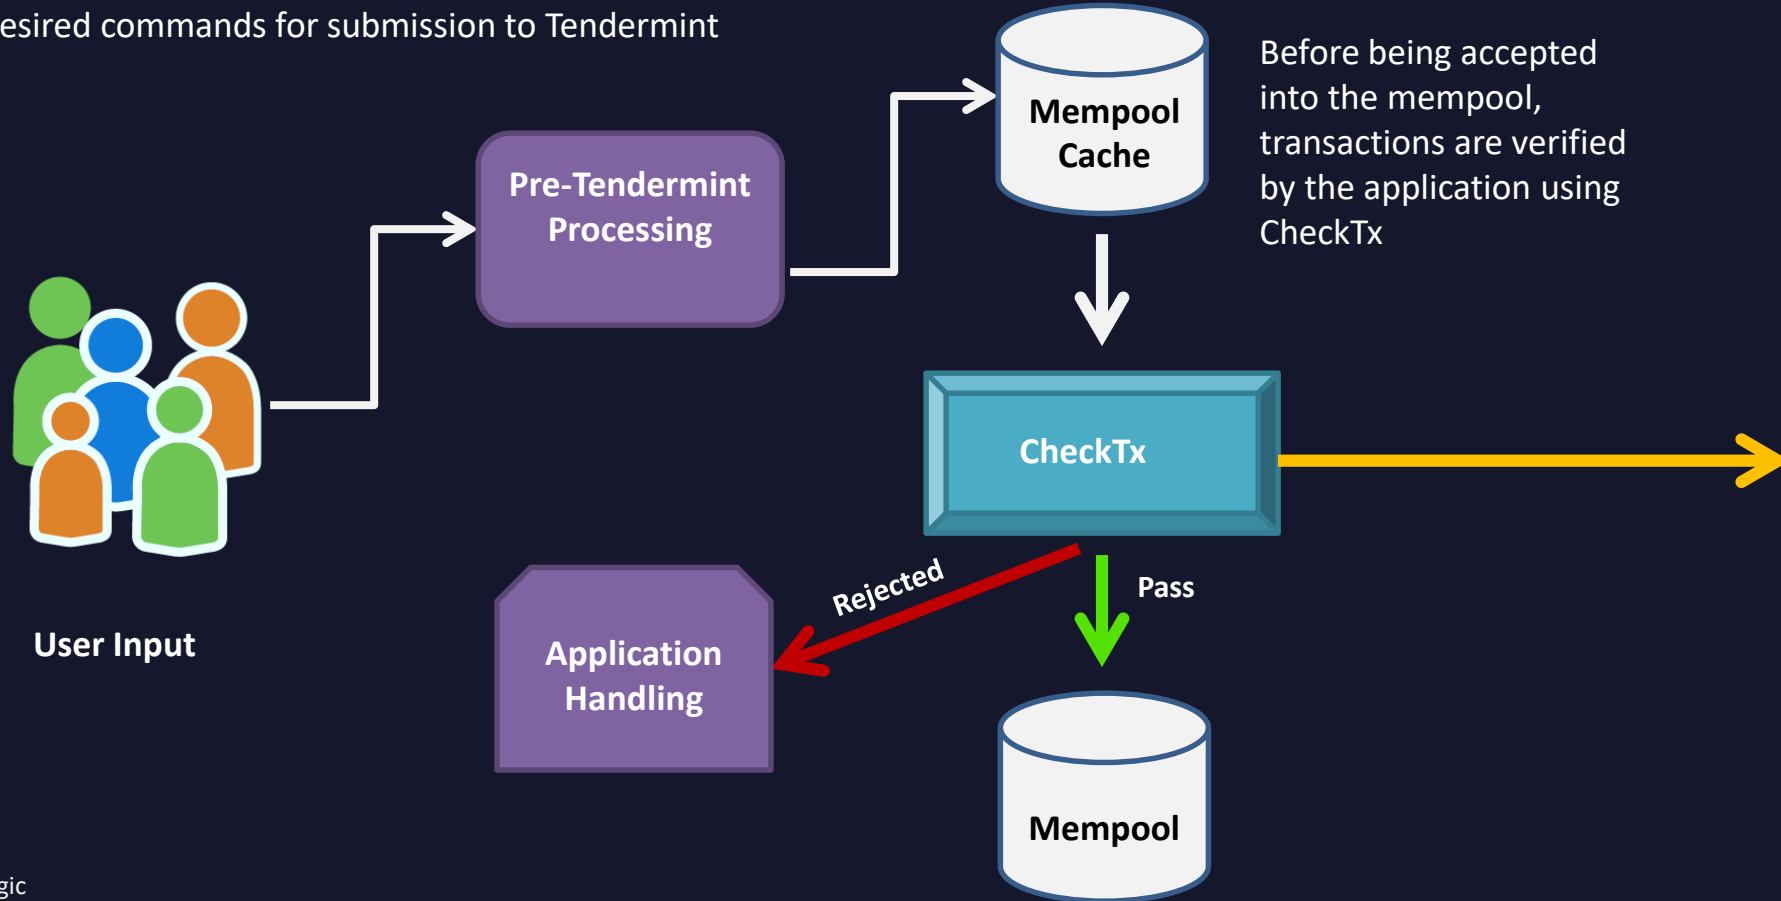 esired commands for submission to Tendermint
Before being accepted
into the mempool,
transactions are verified
by the application using
CheckTx
Mempool
Cache
Pre-Tendermint
Processing
CheckTx
Rejected
Pass
User Input
Application
Handling
Mempool
gic